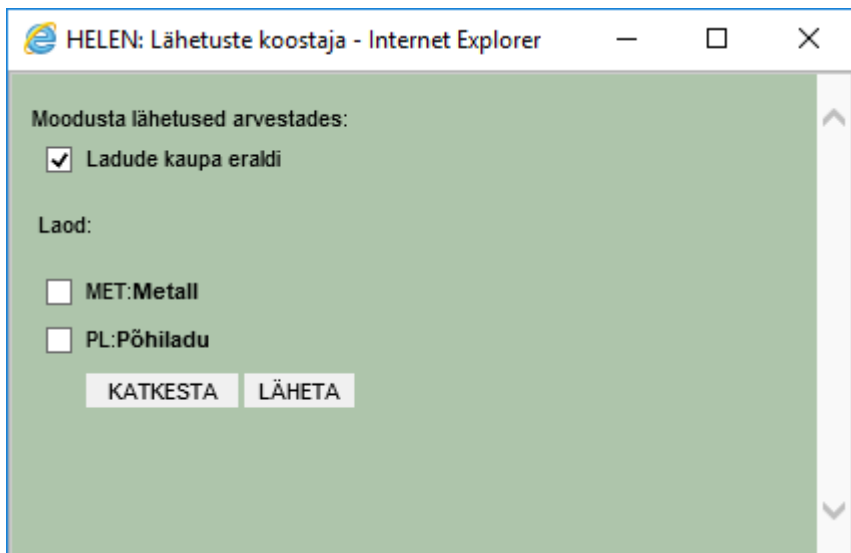 HELEN: Lähetuste koostaja - Internet Explorer
Moodusta lähetused arvestades:
Ladude kaupa eraldi
Laod:
MET:Metall
PL:Põhiladu
KATKESTA LÄHETA